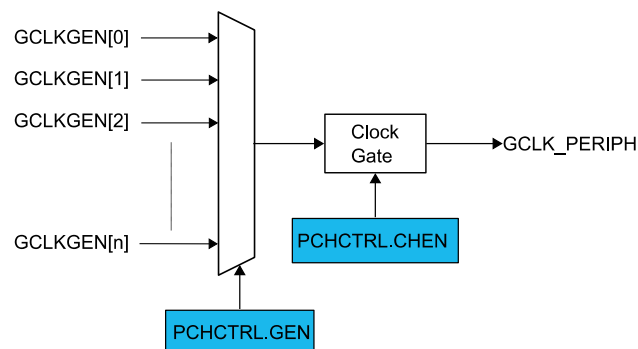 GCLKGEN[0]
GCLKGEN[1]
GCLKGEN[2]
GCLKGEN[n]
Clock
Gate
GCLK_PERIPH
PCHCTRL.CHEN
PCHCTRL.GEN